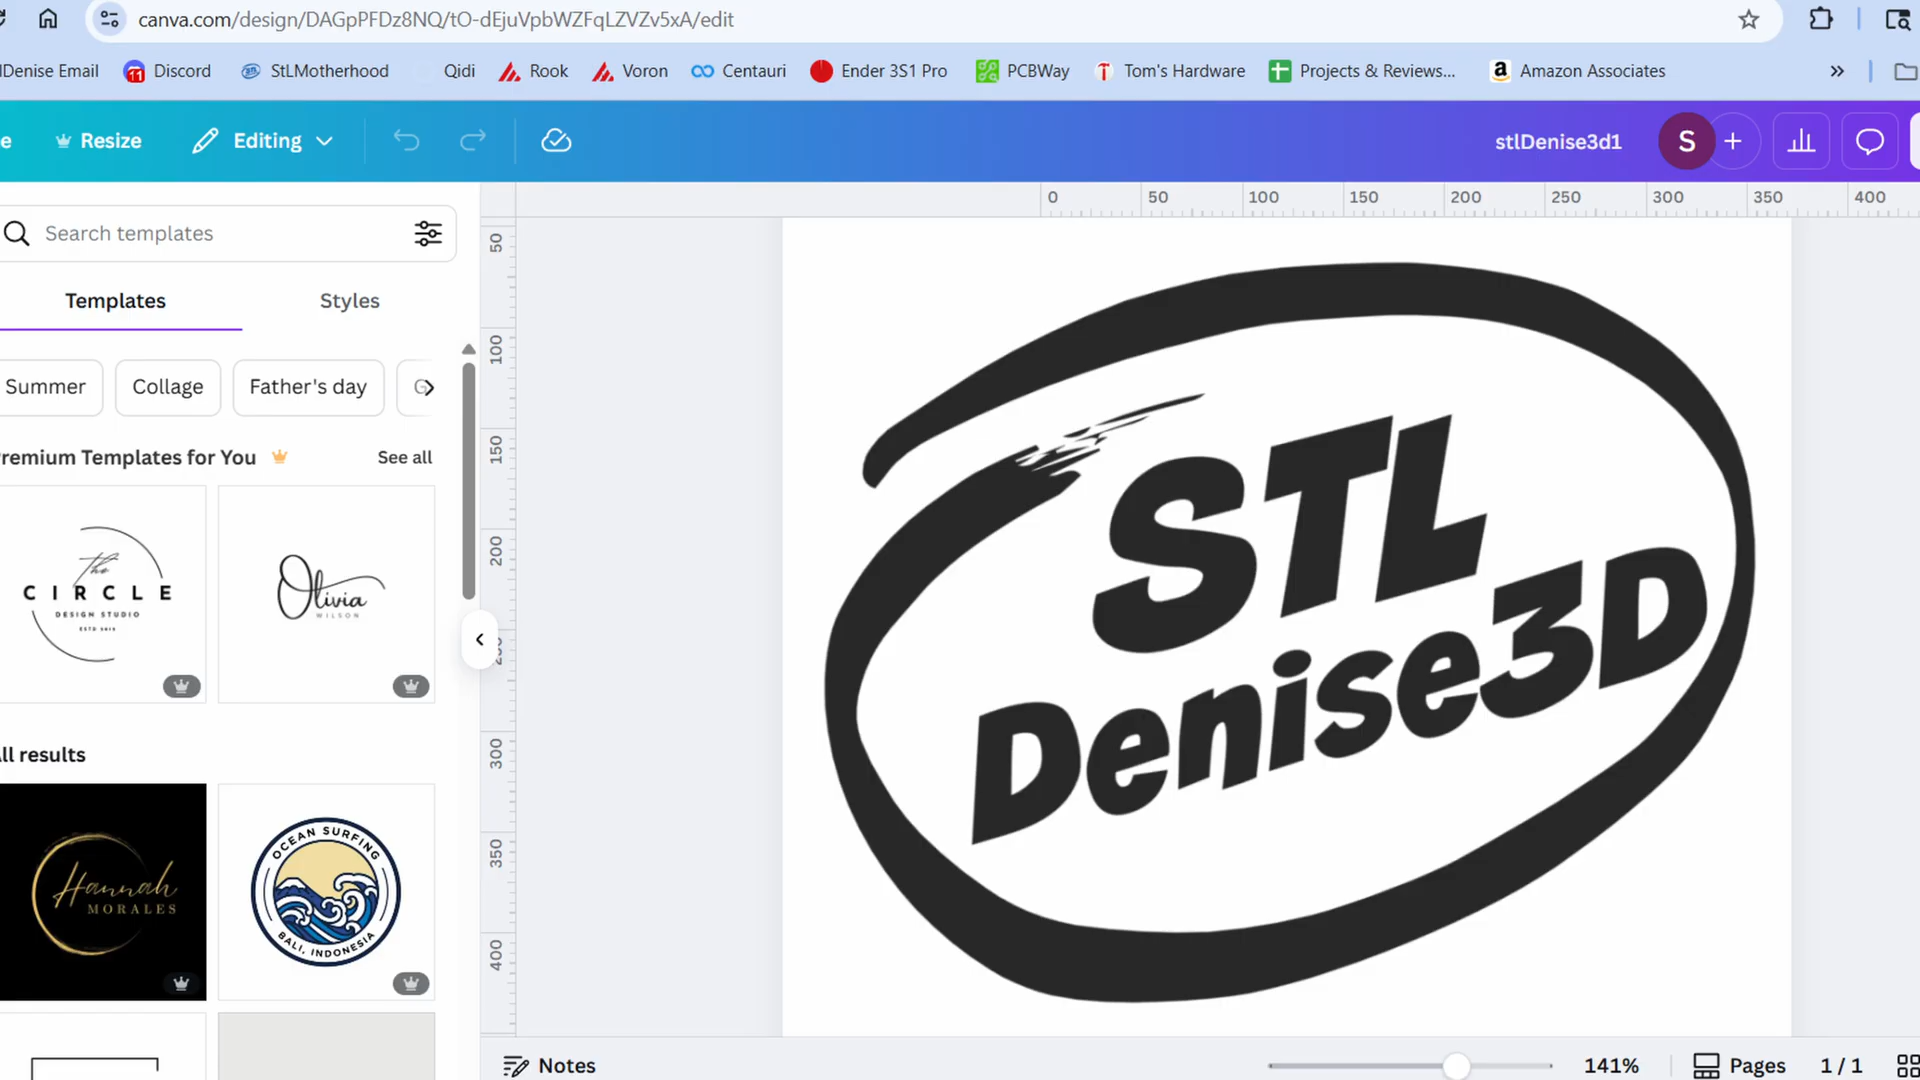 canva.com/design/DAGpPFDz8NQ/tO-dEjuVpbWZFqLZVZv5xA/edit
Denise Email
11
Discord
StLMotherhood
Qidi
Rook
Voron
Centauri
Ender 3S1 Pro
PCBWay
Tom's Hardware
Projects & Reviews...
Amazon Associates
Resize
Editing
stlDenise3d1
S
0 50 100 150 200 250 300 350 400
Search templates
Templates
Styles
Summer
Collage
Father's day
Premium Templates for You
See all
the
CIRCLE
DESIGN STUDIO
Olivia
WILSON
All results
Hannah
MORALES
OCEAN SURFING
BALI, INDONESIA
50
100
150
200
300
350
400
STL
Denise3D
Notes
141%
Pages
1 / 1